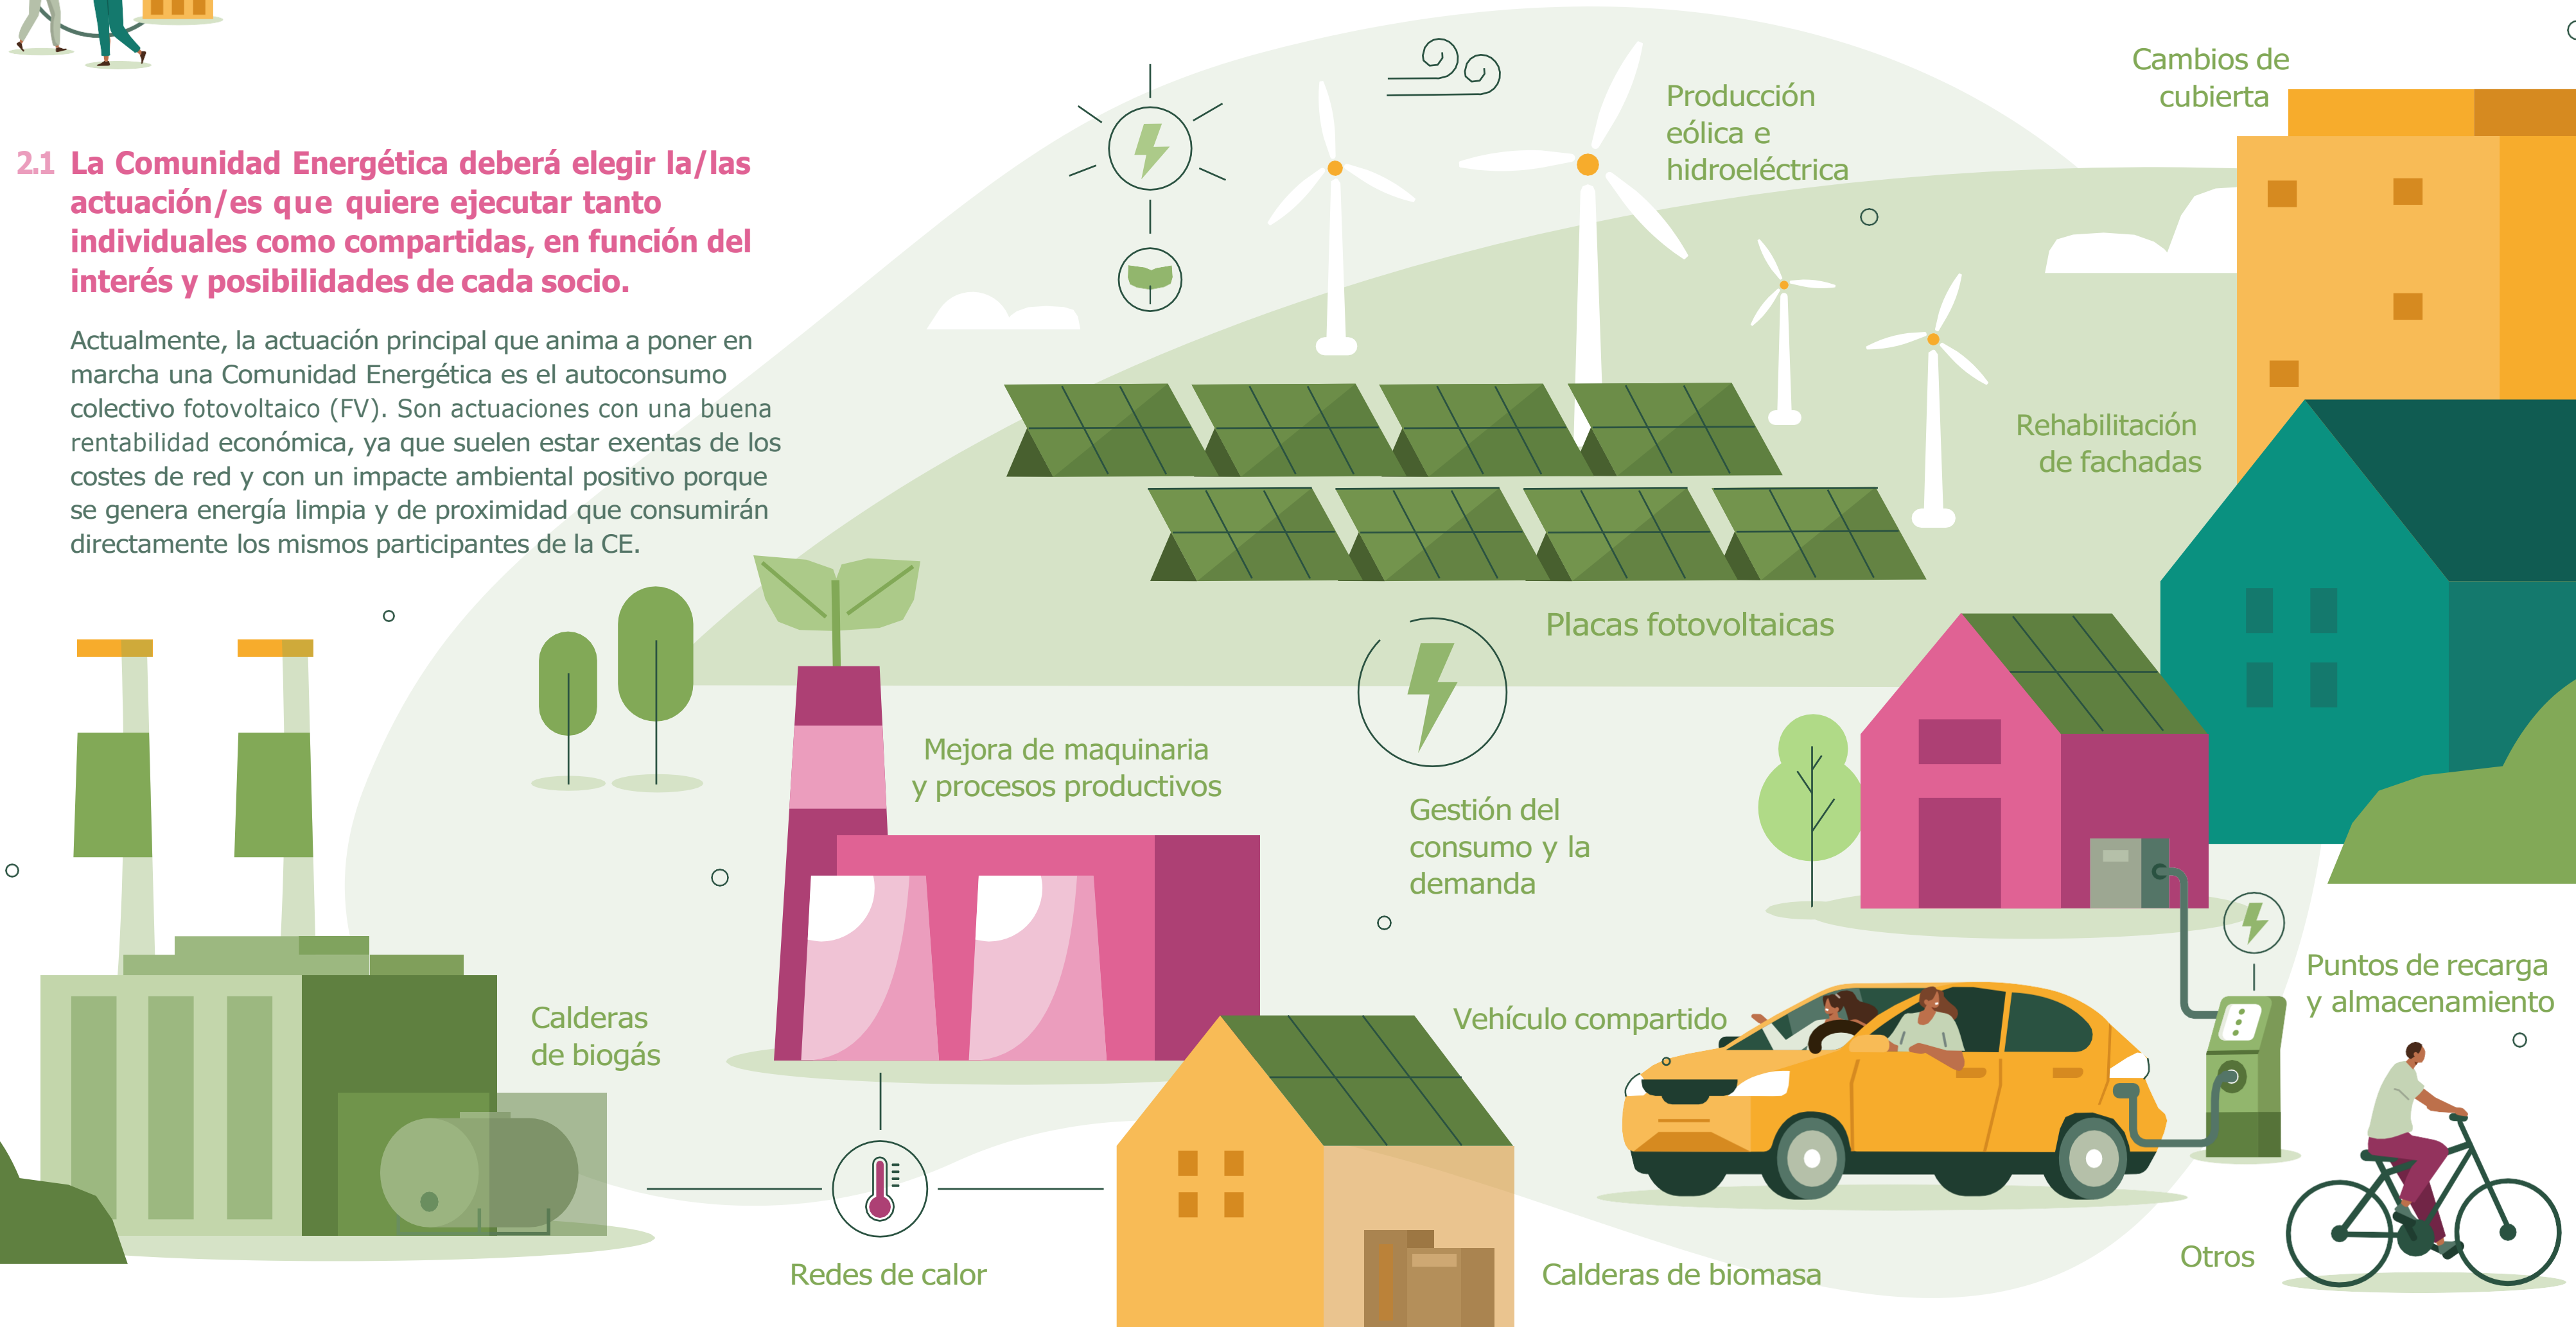 2.1 La Comunidad Energética deberá elegir la/las
actuación/es que quiere ejecutar tanto
individuales como compartidas, en función del
interés y posibilidades de cada socio.
Actualmente, la actuación principal que anima a poner en
marcha una Comunidad Energética es el autoconsumo
colectivo fotovoltaico (FV). Son actuaciones con una buena
rentabilidad económica, ya que suelen estar exentas de los
costes de red y con un impacte ambiental positivo porque
se genera energía limpia y de proximidad que consumirán
directamente los mismos participantes de la CE.
Producción
eólica e
hidroeléctrica
Cambios de
cubierta
Rehabilitación
de fachadas
Placas fotovoltaicas
Mejora de maquinaria
y procesos productivos
Gestión del
consumo y la
demanda
Puntos de recarga
y almacenamiento
Calderas
de biogás
Vehículo compartido
Otros
Redes de calor
Calderas de biomasa